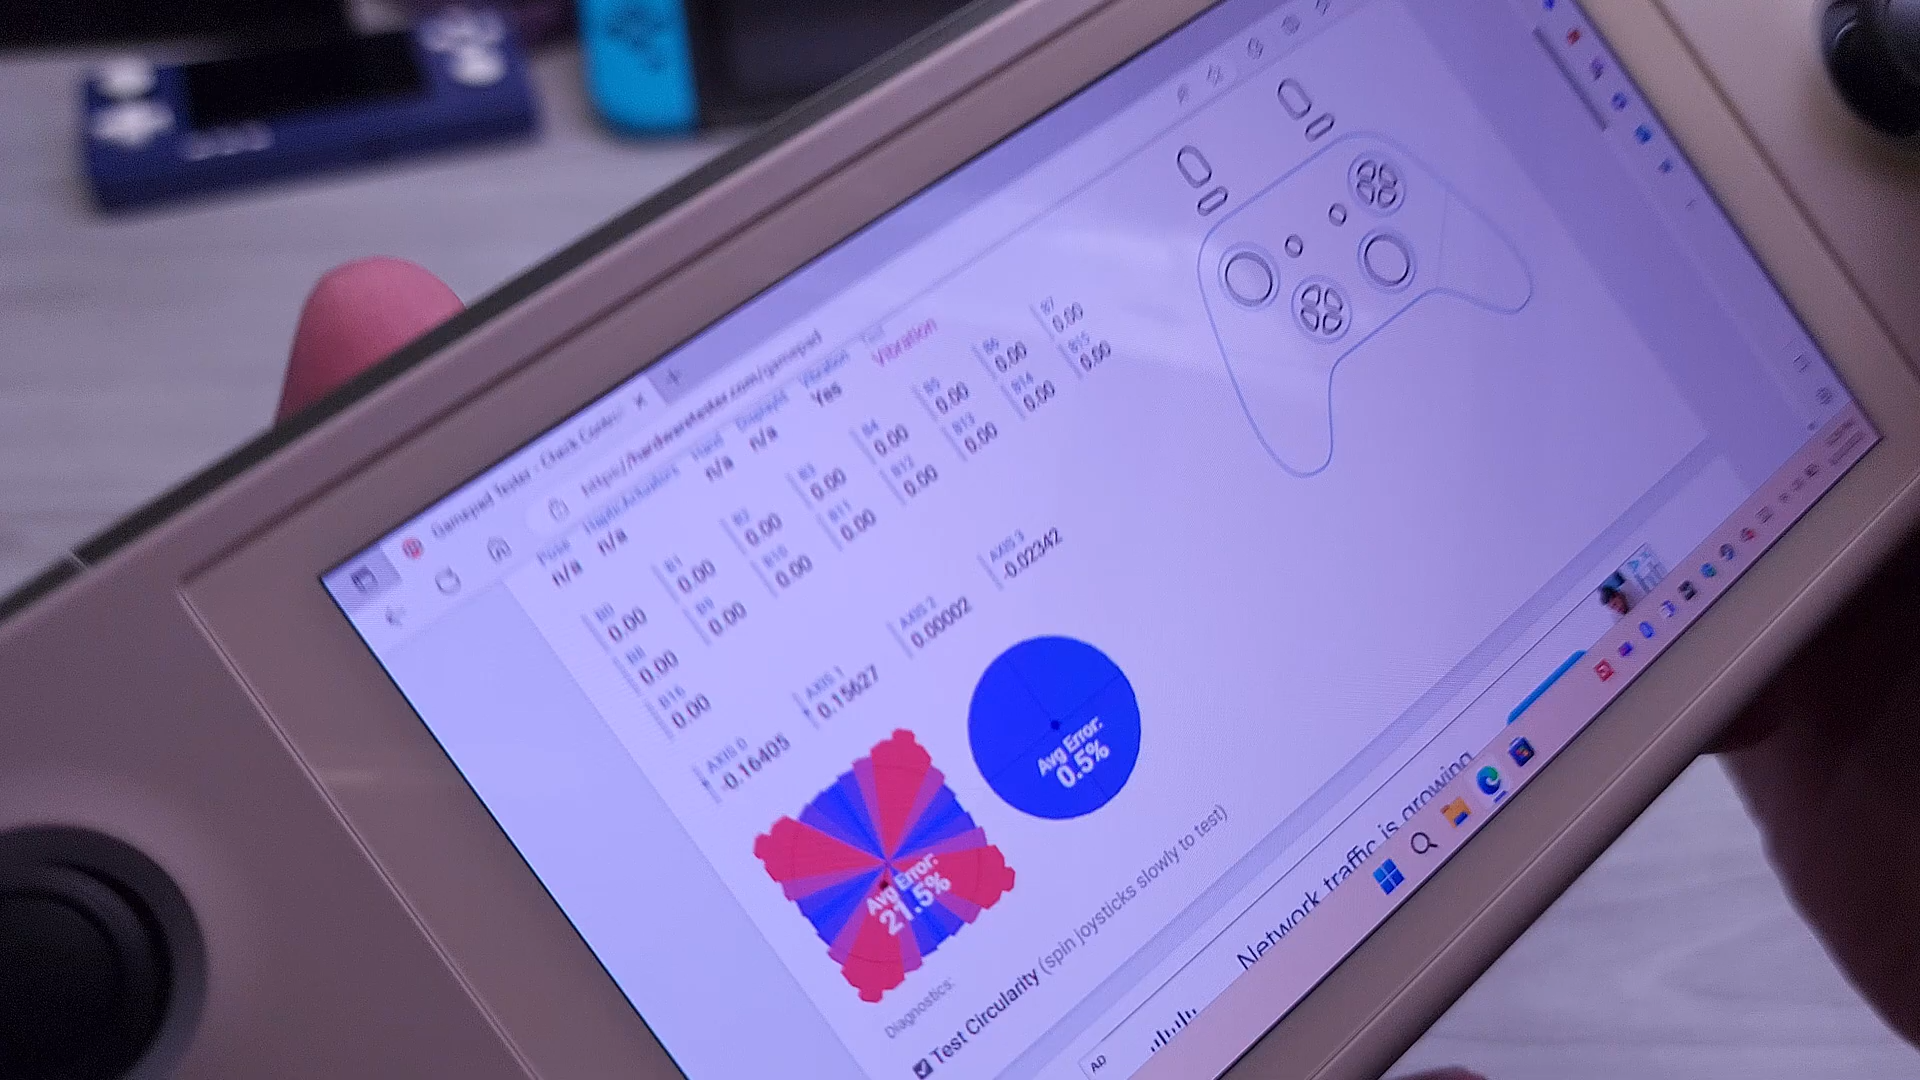 Gamepad Tester - Check Contr
https://hardwaretester.com/gamepad
Pose HapticActuators Hand DisplayId Vibration Test
n/a n/a n/a n/a Yes Vibration
B0 B1 B2 B3 B4 B5 B6 B7
0.00 0.00 0.00 0.00 0.00 0.00 0.00 0.00
B8 B9 B10 B11 B12 B13 B14 B15
0.00 0.00 0.00 0.00 0.00 0.00 0.00 0.00
B16
0.00
AXIS 0 AXIS 1 AXIS 2 AXIS 3
-0.16405 0.15627 0.00002 -0.02342
Avg Error:
21.5%
Avg Error:
0.5%
Diagnostics:
Test Circularity (spin joysticks slowly to test)
AD
Network traffic is growing